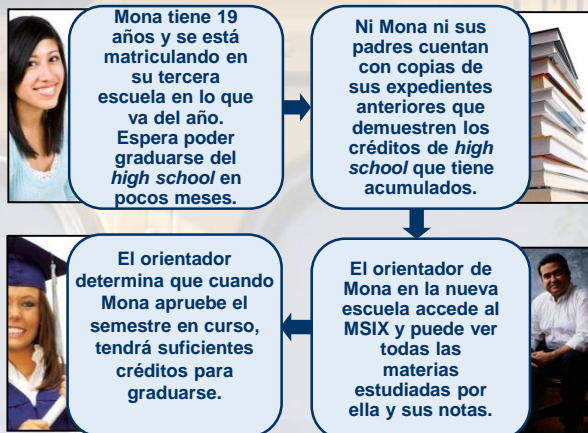 Mona tiene 19
años y se está
matriculando en
su tercera
escuela en lo que
va del año.
Espera poder
graduarse del
high school en
pocos meses.
Ni Mona ni sus
padres cuentan
con copias de
sus expedientes
anteriores que
demuestren los
créditos de high
school que tiene
acumulados.
El orientador de
Mona en la nueva
escuela accede al
MSIX y puede ver
todas las
materias
estudiadas por
ella y sus notas.
El orientador
determina que cuando
Mona apruebe el
semestre en curso,
tendrá suficientes
créditos para
graduarse.